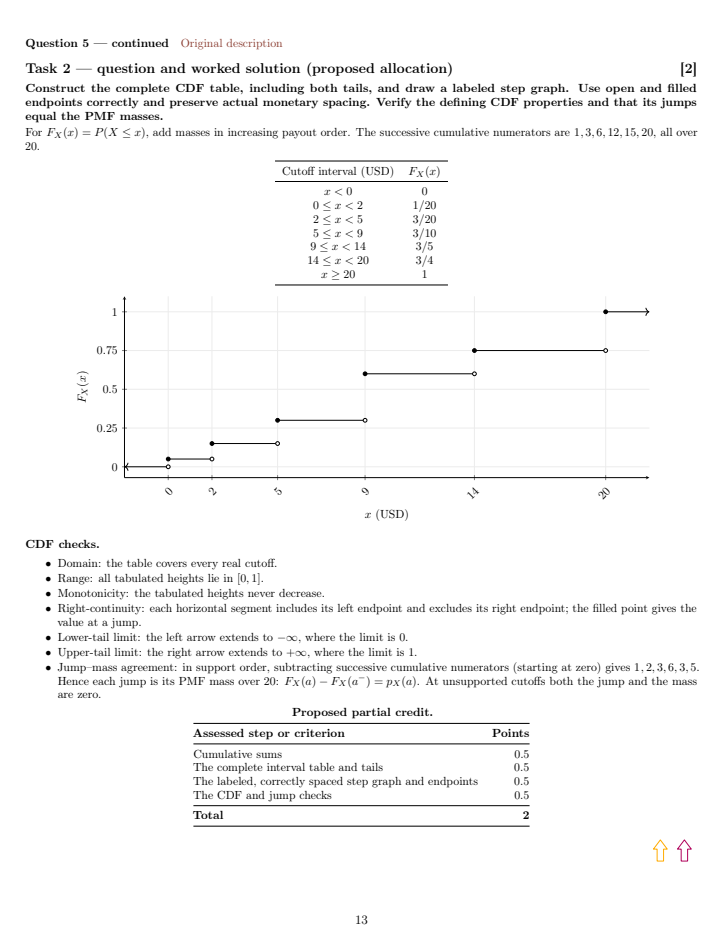 Question 5 — continued Original description
Task 2 — question and worked solution (proposed allocation) [2]
Construct the complete CDF table, including both tails, and draw a labeled step graph. Use open and filled
endpoints correctly and preserve actual monetary spacing. Verify the defining CDF properties and that its jumps
equal the PMF masses.
For F_X(x) = P(X ≤ x), add masses in increasing payout order. The successive cumulative numerators are 1, 3, 6, 12, 15, 20, all over
20.
Cutoff interval (USD) F_X(x)
x < 0 0
0 ≤ x < 2 1/20
2 ≤ x < 5 3/20
5 ≤ x < 9 3/10
9 ≤ x < 14 3/5
14 ≤ x < 20 3/4
x ≥ 20 1
1
0.75
0.5
0.25
0
F_X(x)
0 2 5 9 14 20
x (USD)
CDF checks.
• Domain: the table covers every real cutoff.
• Range: all tabulated heights lie in [0, 1].
• Monotonicity: the tabulated heights never decrease.
• Right-continuity: each horizontal segment includes its left endpoint and excludes its right endpoint; the filled point gives the
value at a jump.
• Lower-tail limit: the left arrow extends to −∞, where the limit is 0.
• Upper-tail limit: the right arrow extends to +∞, where the limit is 1.
• Jump–mass agreement: in support order, subtracting successive cumulative numerators (starting at zero) gives 1, 2, 3, 6, 3, 5.
Hence each jump is its PMF mass over 20: F_X(a) − F_X(a⁻) = p_X(a). At unsupported cutoffs both the jump and the mass
are zero.
Proposed partial credit.
Assessed step or criterion Points
Cumulative sums 0.5
The complete interval table and tails 0.5
The labeled, correctly spaced step graph and endpoints 0.5
The CDF and jump checks 0.5
Total 2
13